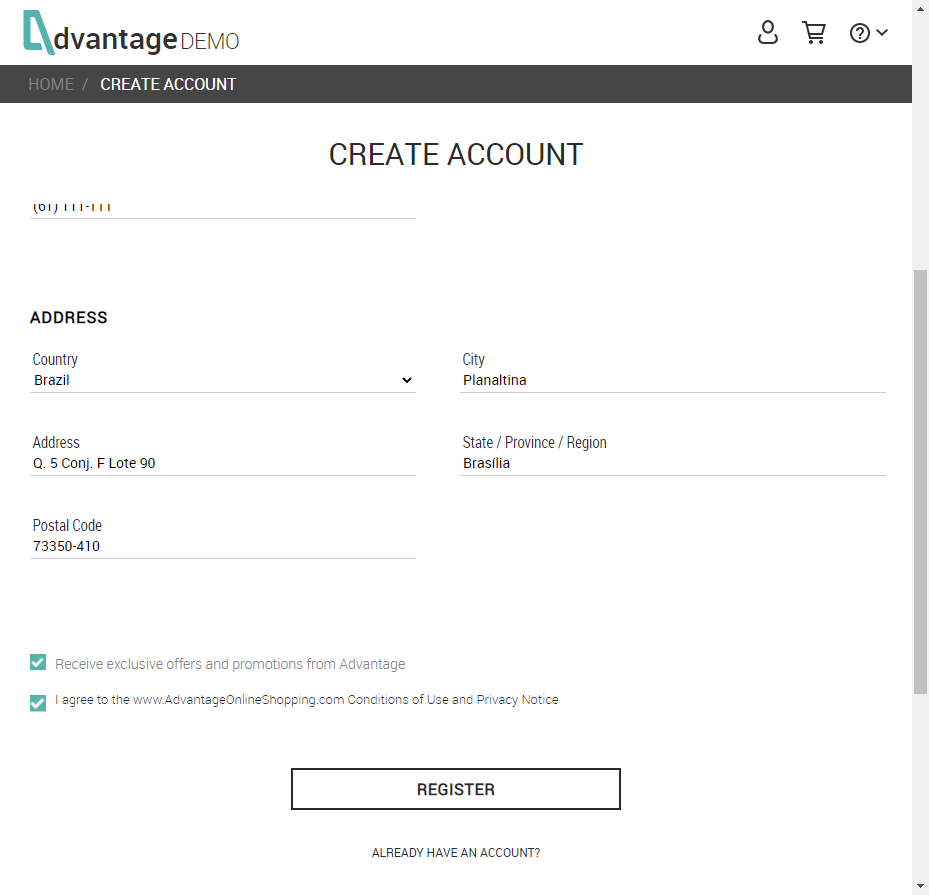 dvantage DEMO
HOME / CREATE ACCOUNT
CREATE ACCOUNT
(61) 111-111
ADDRESS
Country
Brazil
City
Planaltina
Address
Q. 5 Conj. F Lote 90
State / Province / Region
Brasília
Postal Code
73350-410
Receive exclusive offers and promotions from Advantage
I agree to the www.AdvantageOnlineShopping.com Conditions of Use and Privacy Notice
REGISTER
ALREADY HAVE AN ACCOUNT?